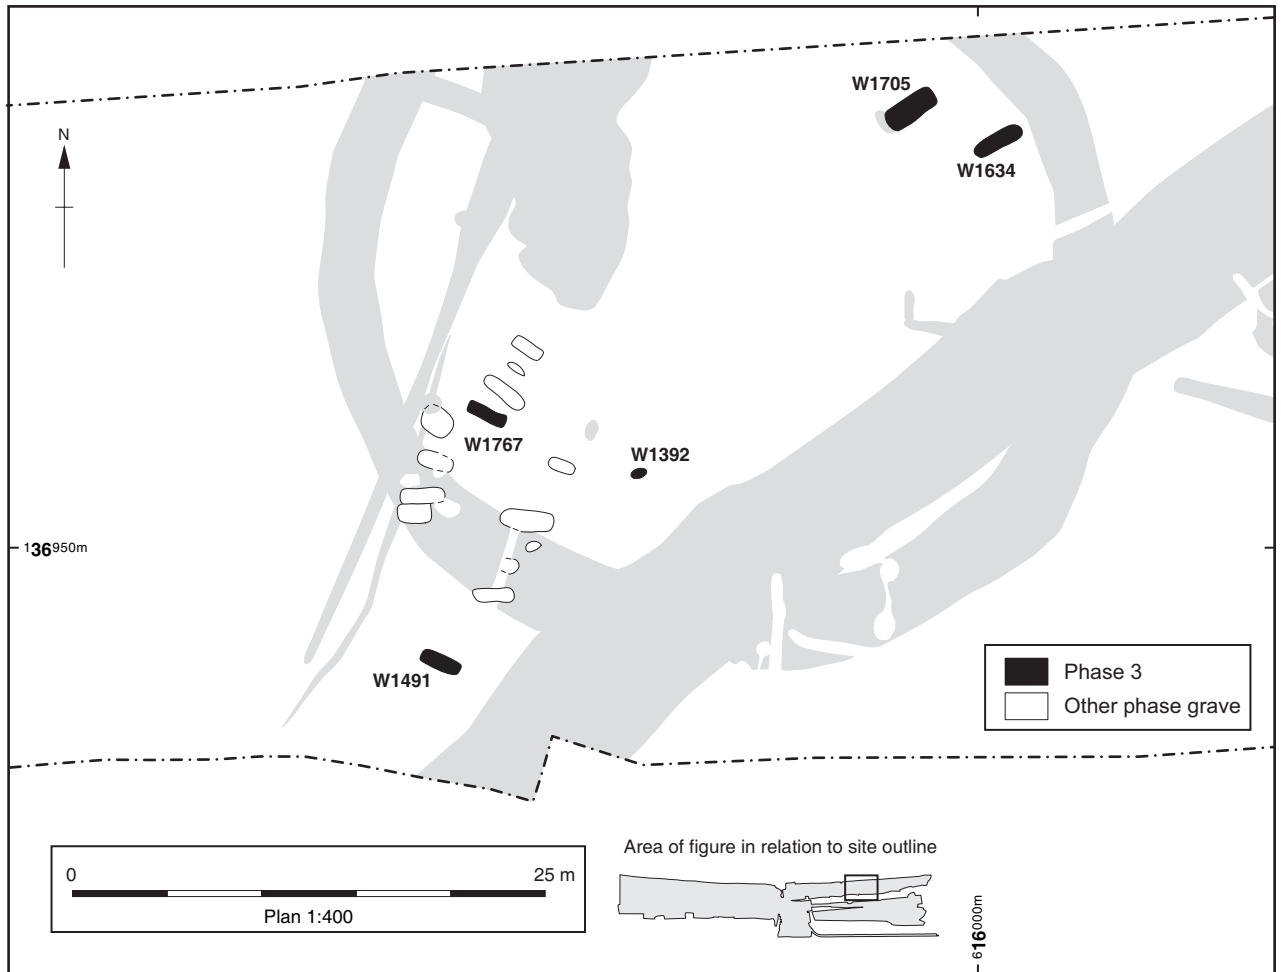 W1705
N
W1634
W1767
W1392
136950m
W1491
Phase 3
Other phase grave
0 25 m
Plan 1:400
Area of figure in relation to site outline
616000m